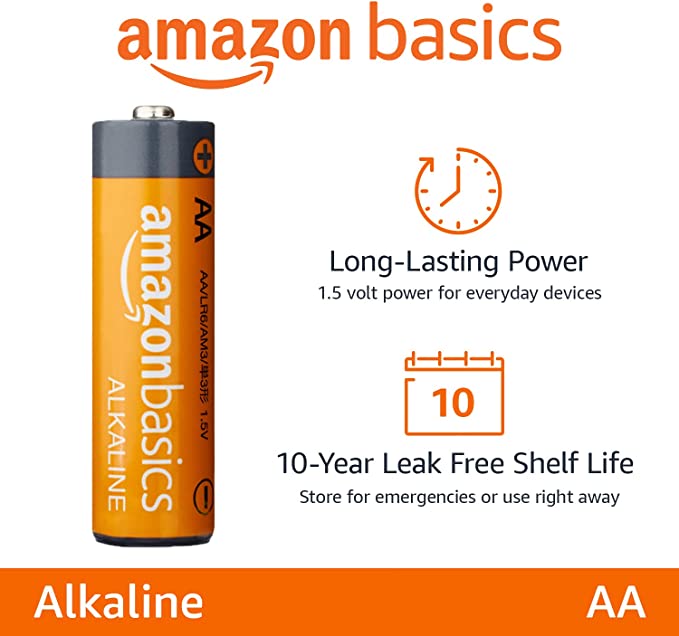 amazon basics
AA
AA/LR6/AM3/単3形 1.5V
amazonbasics
ALKALINE
Long-Lasting Power
1.5 volt power for everyday devices
10
10-Year Leak Free Shelf Life
Store for emergencies or use right away
Alkaline AA